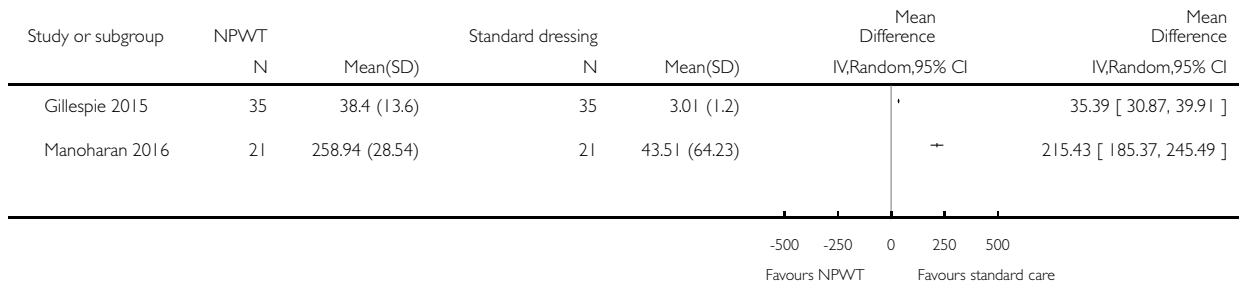 Mean Mean
Study or subgroup NPWT Standard dressing Difference Difference
N Mean(SD) N Mean(SD) IV,Random,95% CI IV,Random,95% CI
Gillespie 2015 35 38.4 (13.6) 35 3.01 (1.2) 35.39 [ 30.87, 39.91 ]
Manoharan 2016 21 258.94 (28.54) 21 43.51 (64.23) 215.43 [ 185.37, 245.49 ]
-500 -250 0 250 500
Favours NPWT Favours standard care